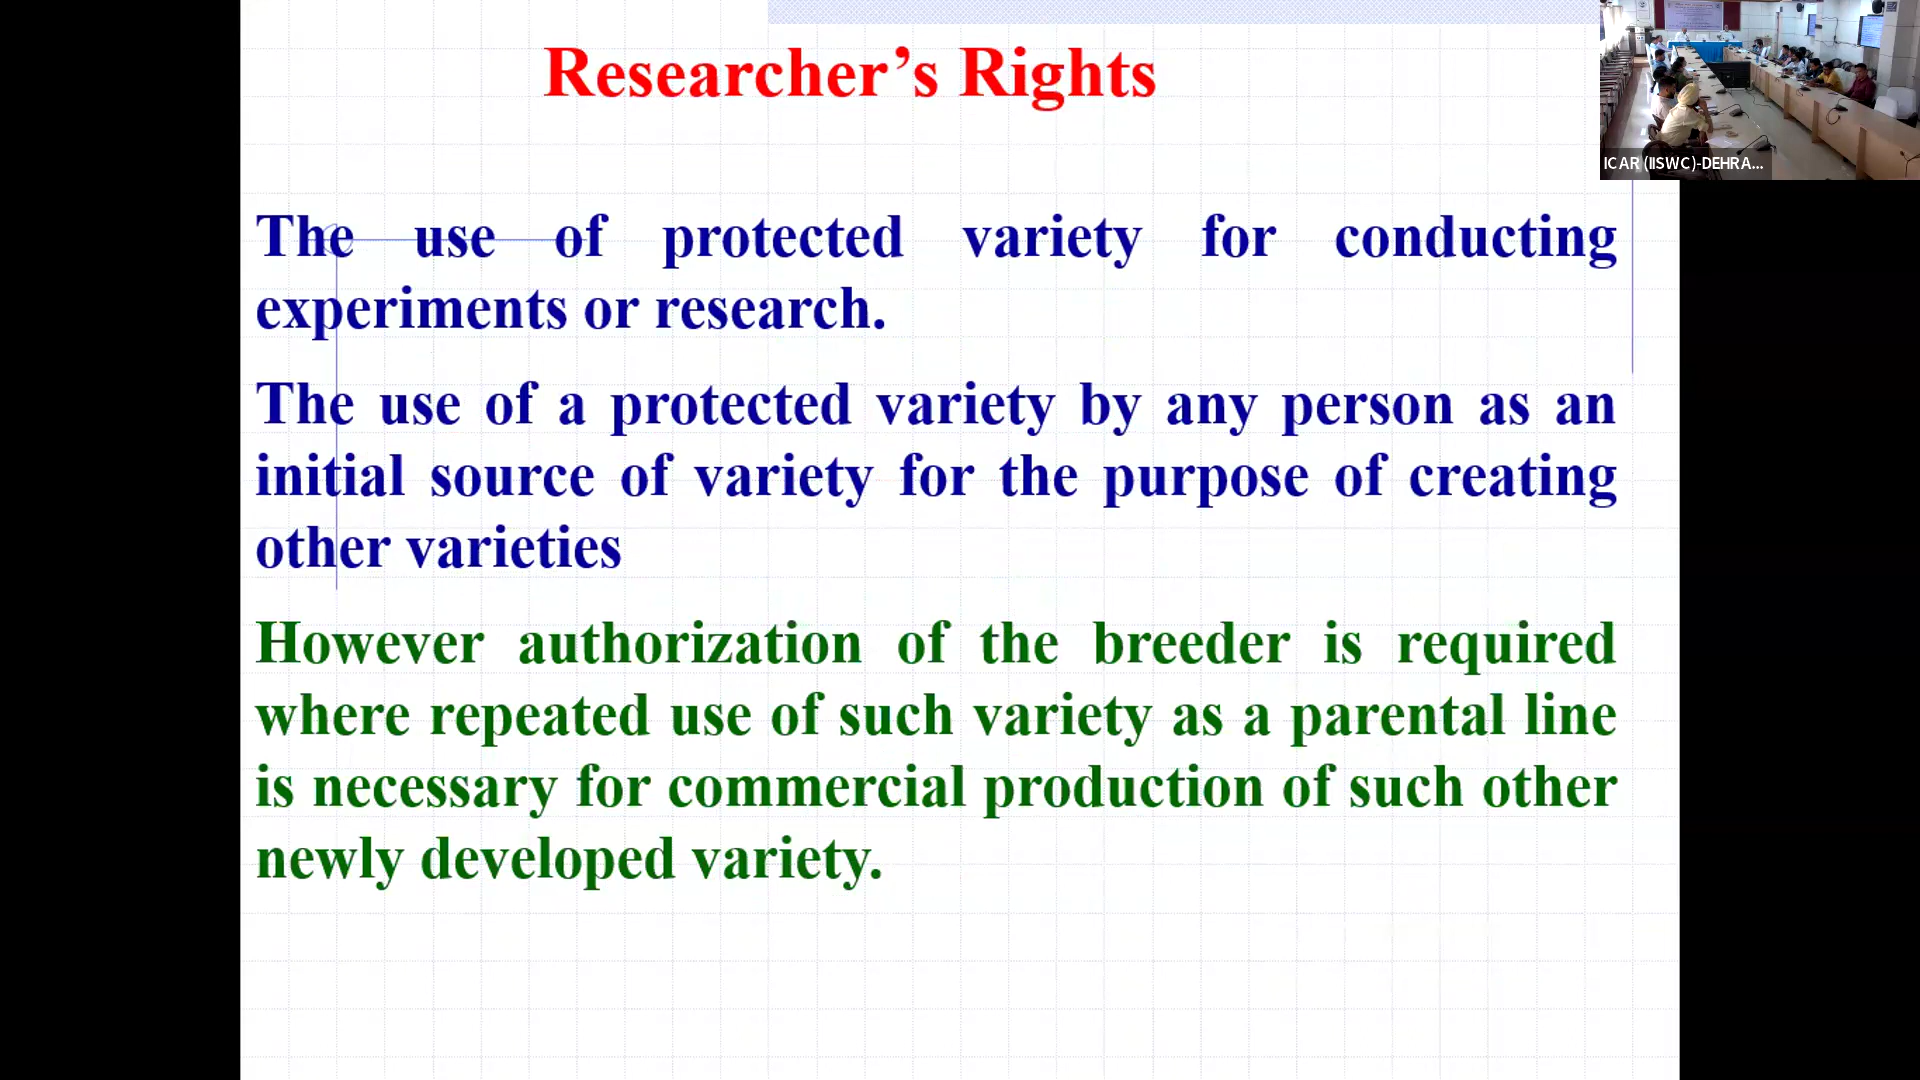 Researcher’s Rights
The use of protected variety for conducting
experiments or research.
The use of a protected variety by any person as an
initial source of variety for the purpose of creating
other varieties
However authorization of the breeder is required
where repeated use of such variety as a parental line
is necessary for commercial production of such other
newly developed variety.
ICAR (IISWC)-DEHRA...